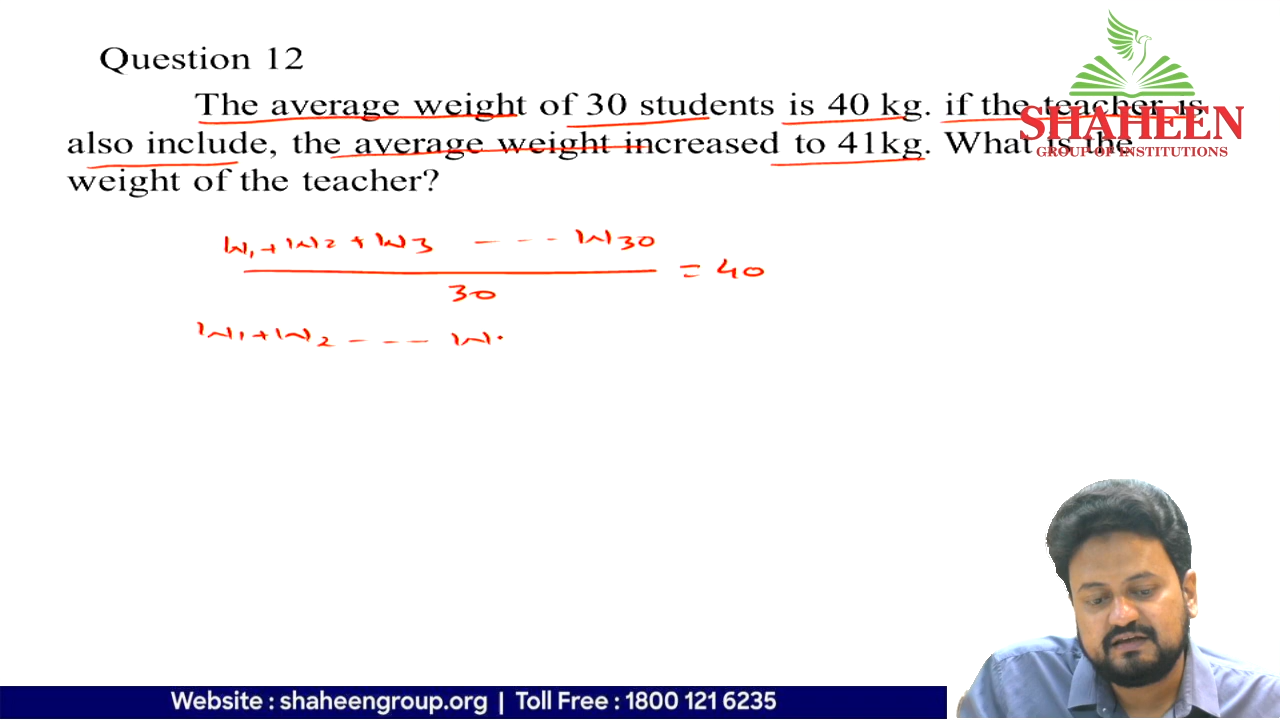 Question 12
The average weight of 30 students is 40 kg. if the teacher is
also include, the average weight increased to 41kg. What is the
weight of the teacher?
SHAHEEN
GROUP OF INSTITUTIONS
W1 + W2 + W3 ---- W30
= 40
30
W1 + W2 ---- W
Website : shaheengroup.org | Toll Free : 1800 121 6235